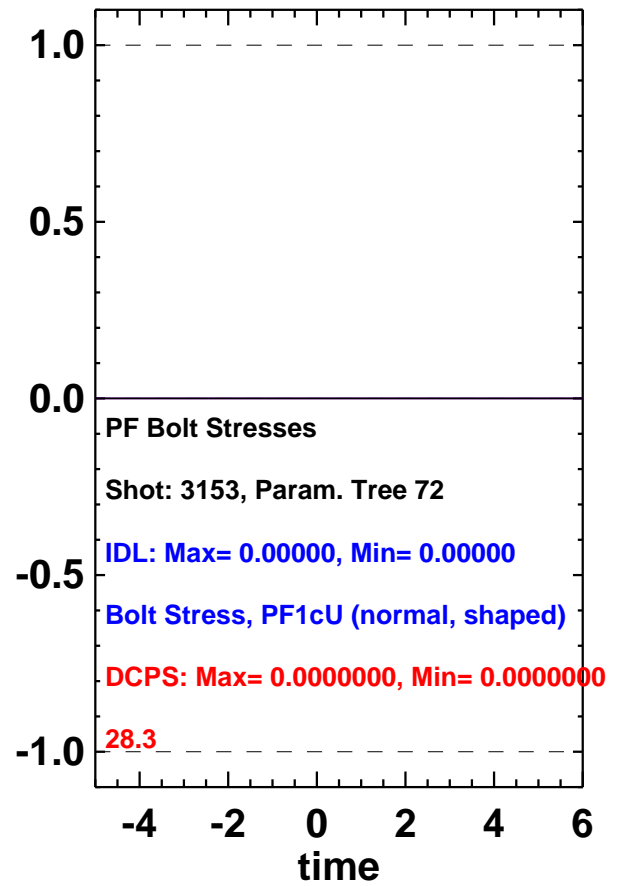 1.0
0.5
0.0
PF Bolt Stresses
Shot: 3153, Param. Tree 72
IDL: Max= 0.00000, Min= 0.00000
-0.5
Bolt Stress, PF1cU (normal, shaped)
DCPS: Max= 0.0000000, Min= 0.0000000
28.3
-1.0
-4 -2 0 2 4 6
time